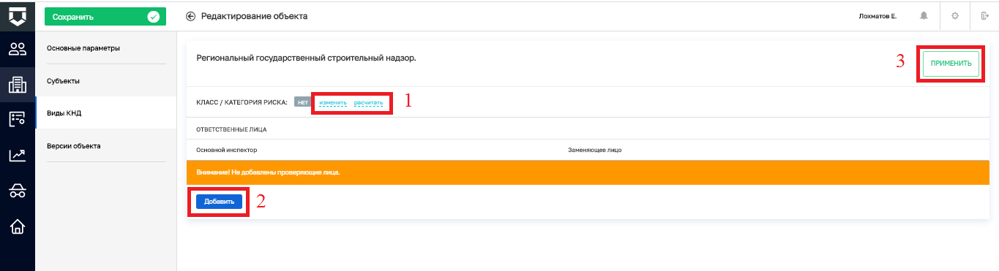 Сохранить
Редактирование объекта
Лохматов Е.
Основные параметры
Субъекты
Виды КНД
Версии объекта
Региональный государственный строительный надзор.
3
ПРИМЕНИТЬ
КЛАСС / КАТЕГОРИЯ РИСКА: НЕТ изменить расчитать
1
ОТВЕТСТВЕННЫЕ ЛИЦА
Основной инспектор Заменяющее лицо
Внимание! Не добавлены проверяющие лица.
Добавить
2